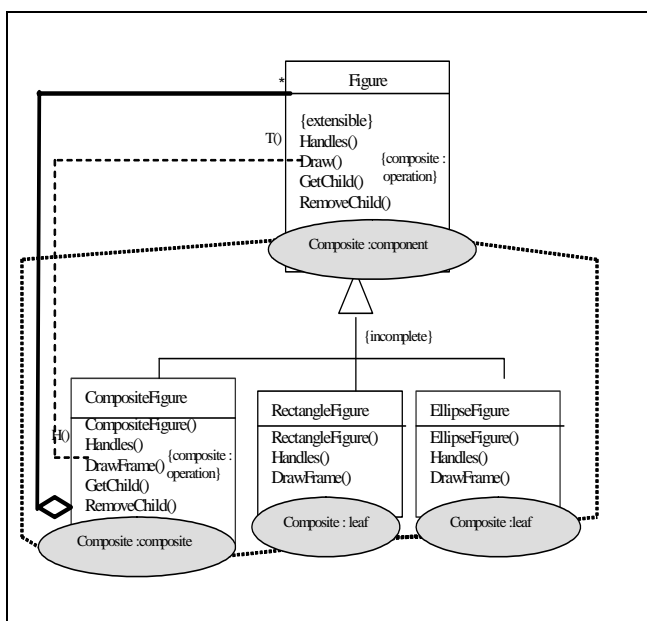 Figure
*
{extensible}
T()
Handles()
Draw()
{composite :
operation}
GetChild()
RemoveChild()
Composite :component
{incomplete}
CompositeFigure
CompositeFigure()
H()
Handles()
DrawFrame()
{composite :
operation}
GetChild()
RemoveChild()
Composite :composite
RectangleFigure
RectangleFigure()
Handles()
DrawFrame()
Composite : leaf
EllipseFigure
EllipseFigure()
Handles()
DrawFrame()
Composite :leaf